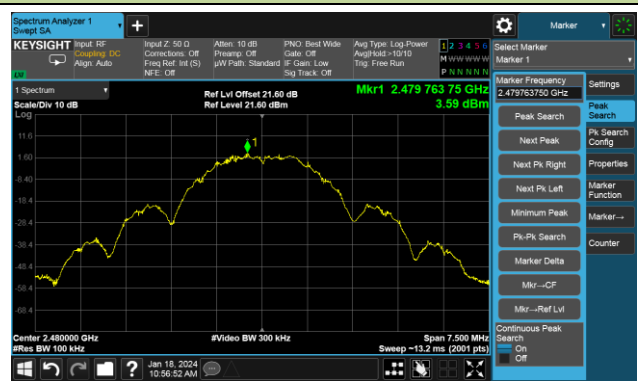 Spectrum Analyzer 1
Swept SA
Marker
KEYSIGHT
Input: RF
Coupling: DC
Align: Auto
Input Z: 50 Ω
Corrections: Off
Freq Ref: Int (S)
NFE: Off
Atten: 10 dB
Preamp: Off
µW Path: Standard
PNO: Best Wide
Gate: Off
IF Gain: Low
Sig Track: Off
Avg Type: Log-Power
Avg|Hold:>10/10
Trig: Free Run
1 2 3 4 5 6
M W W W W W
P N N N N N
LNI
Select Marker
Marker 1
1 Spectrum
Scale/Div 10 dB
Log
Ref Lvl Offset 21.60 dB
Ref Level 21.60 dBm
Mkr1 2.479 763 75 GHz
3.59 dBm
Marker Frequency
2.479763750 GHz
Peak Search
Next Peak
Next Pk Right
Next Pk Left
Minimum Peak
Pk-Pk Search
Marker Delta
Mkr→CF
Mkr→Ref Lvl
Continuous Peak
Search
On
Off
Settings
Peak
Search
Pk Search
Config
Properties
Marker
Function
Marker→
Counter
11.6
1.60
-8.40
-18.4
-28.4
-38.4
-48.4
-58.4
-68.4
1
Center 2.480000 GHz
#Res BW 100 kHz
#Video BW 300 kHz
Span 7.500 MHz
Sweep ~13.2 ms (2001 pts)
?
Jan 18, 2024
10:56:52 AM